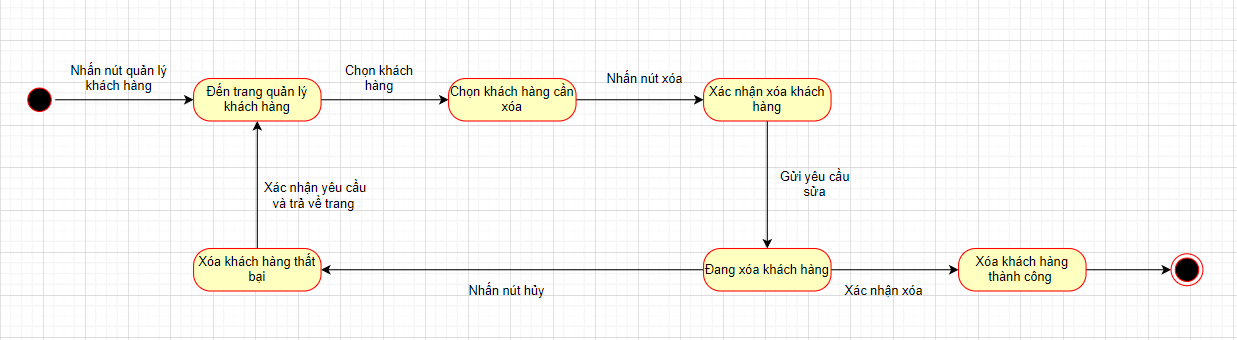 Nhấn nút quản lý
khách hàng
Đến trang quản lý
khách hàng
Chọn khách
hàng
Chọn khách hàng cần
xóa
Nhấn nút xóa
Xác nhận xóa khách
hàng
Gửi yêu cầu
sửa
Xác nhận yêu cầu
và trả về trang
Xóa khách hàng thất
bại
Nhấn nút hủy
Đang xóa khách hàng
Xác nhận xóa
Xóa khách hàng
thành công